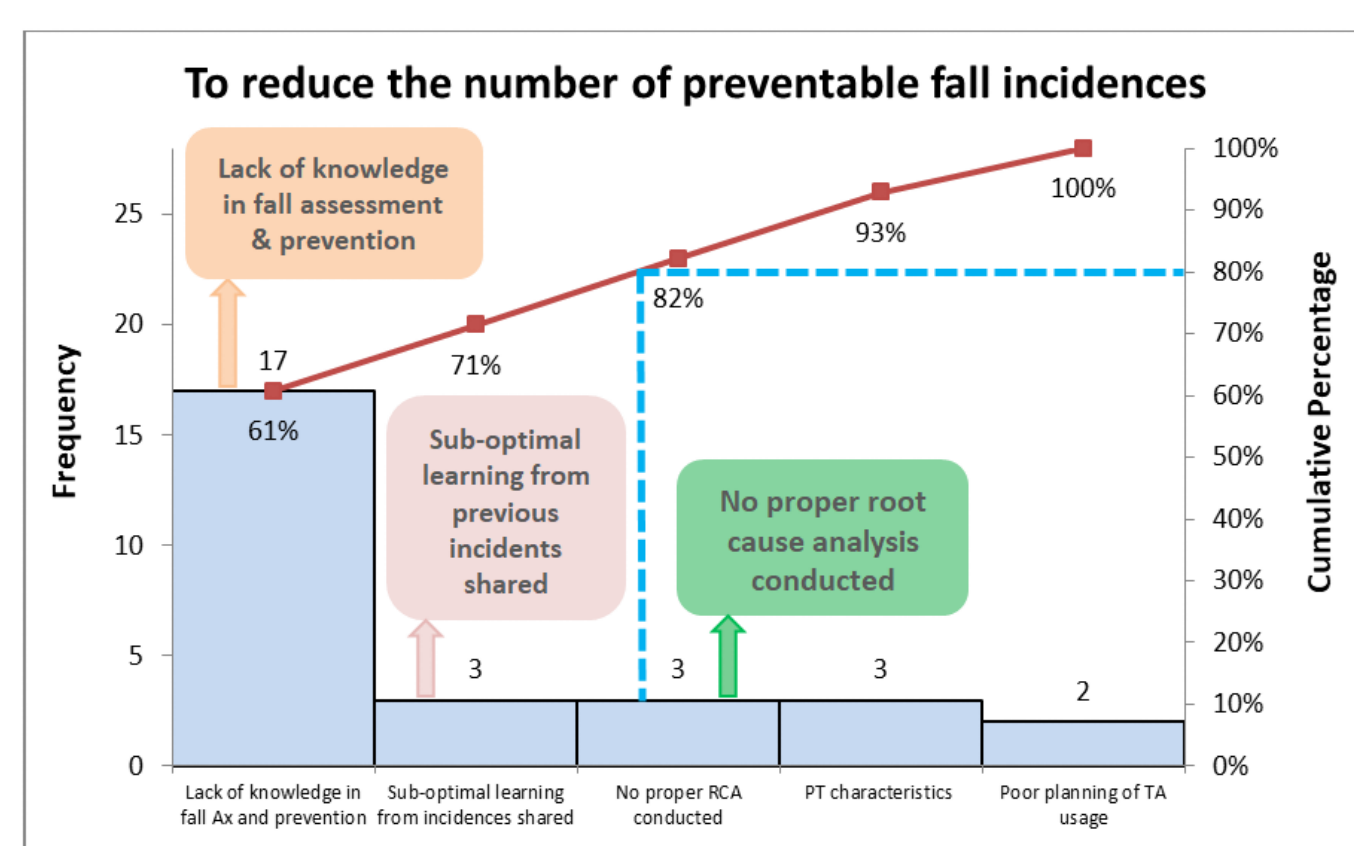 To reduce the number of preventable fall incidences
Lack of knowledge
in fall assessment
& prevention
Sub-optimal
learning from
previous
incidents
shared
No proper root
cause analysis
conducted
Frequency
25
20
15
10
5
0
17
3
3
3
2
61%
71%
82%
93%
100%
100%
90%
80%
70%
60%
50%
40%
30%
20%
10%
0%
Cumulative Percentage
Lack of knowledge in
fall Ax and prevention
Sub-optimal learning
from incidences shared
No proper RCA
conducted
PT characteristics
Poor planning of TA
usage